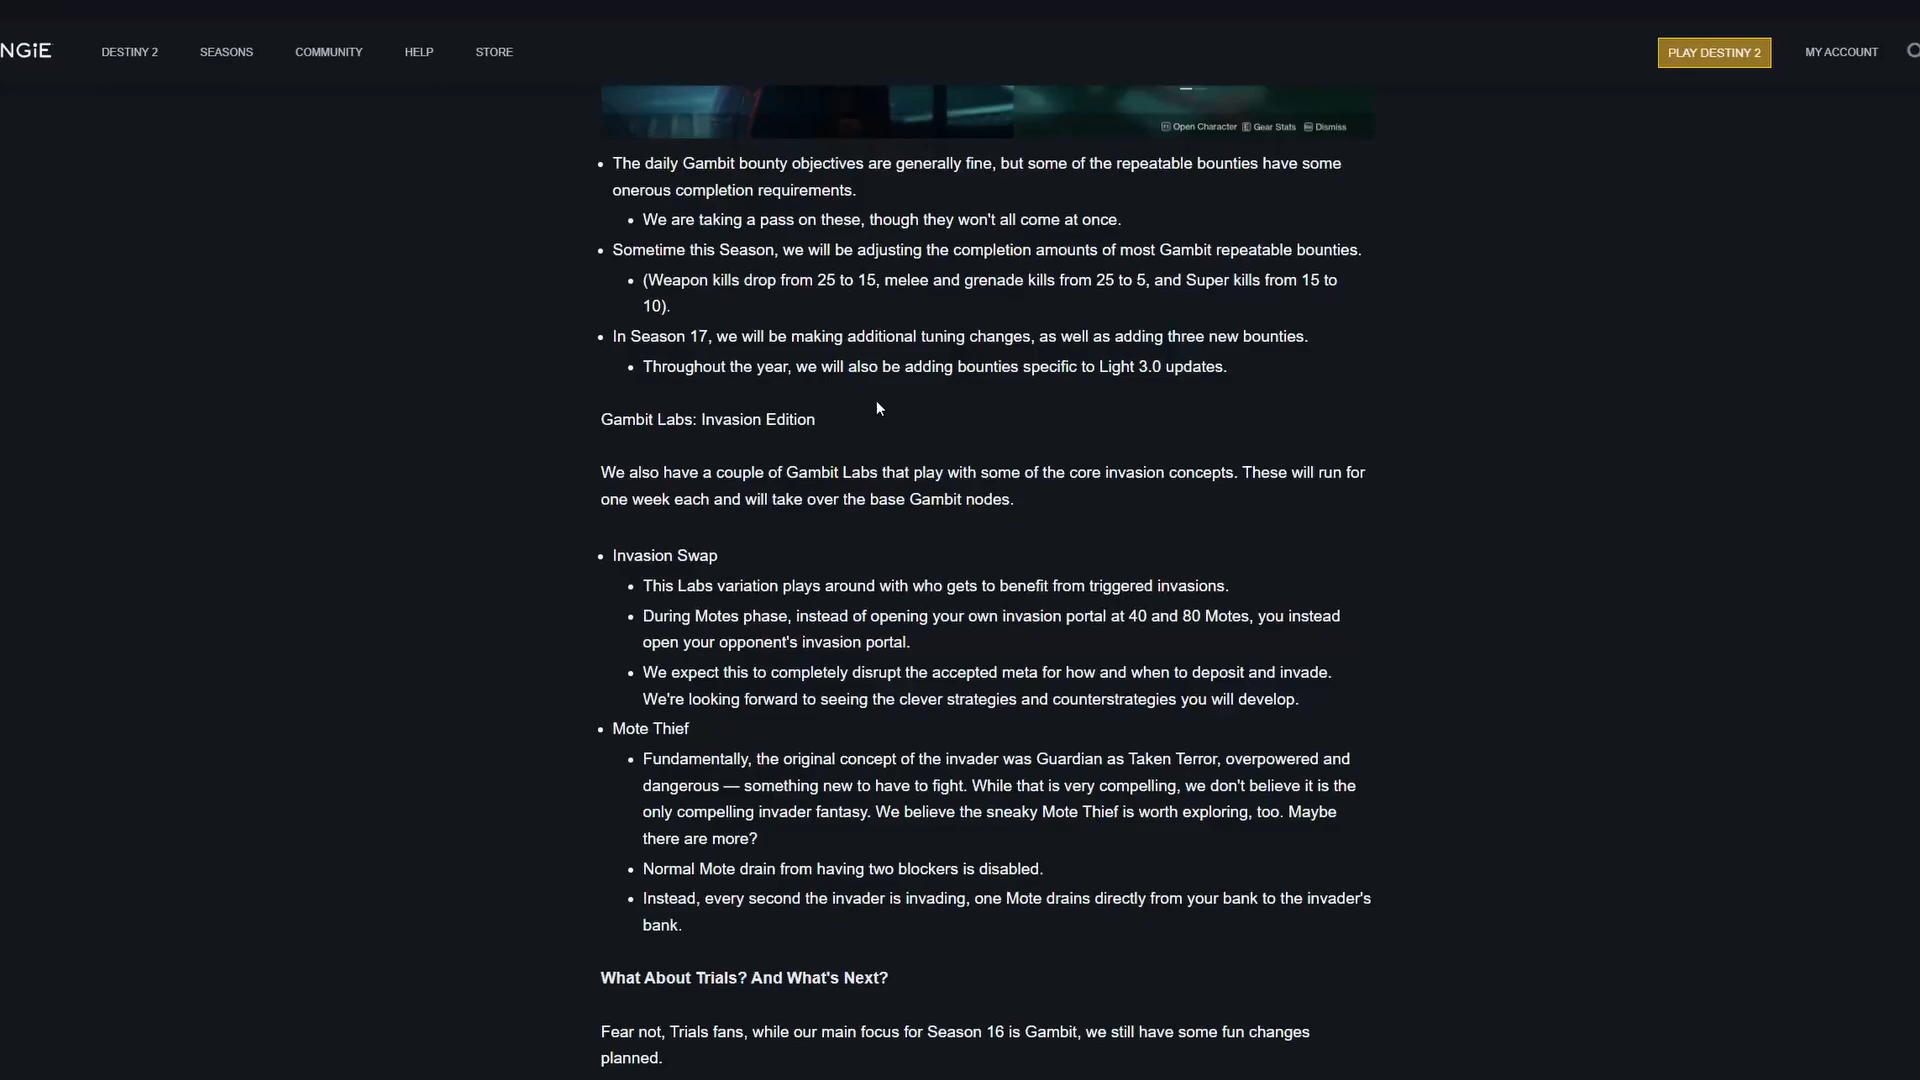 NGiE
DESTINY 2 SEASONS COMMUNITY HELP STORE PLAY DESTINY 2 MY ACCOUNT
Open Character E Gear Stats Dismiss
• The daily Gambit bounty objectives are generally fine, but some of the repeatable bounties have some
onerous completion requirements.
• We are taking a pass on these, though they won't all come at once.
• Sometime this Season, we will be adjusting the completion amounts of most Gambit repeatable bounties.
• (Weapon kills drop from 25 to 15, melee and grenade kills from 25 to 5, and Super kills from 15 to
10).
• In Season 17, we will be making additional tuning changes, as well as adding three new bounties.
• Throughout the year, we will also be adding bounties specific to Light 3.0 updates.
Gambit Labs: Invasion Edition
We also have a couple of Gambit Labs that play with some of the core invasion concepts. These will run for
one week each and will take over the base Gambit nodes.
• Invasion Swap
• This Labs variation plays around with who gets to benefit from triggered invasions.
• During Motes phase, instead of opening your own invasion portal at 40 and 80 Motes, you instead
open your opponent's invasion portal.
• We expect this to completely disrupt the accepted meta for how and when to deposit and invade.
We're looking forward to seeing the clever strategies and counterstrategies you will develop.
• Mote Thief
• Fundamentally, the original concept of the invader was Guardian as Taken Terror, overpowered and
dangerous — something new to have to fight. While that is very compelling, we don't believe it is the
only compelling invader fantasy. We believe the sneaky Mote Thief is worth exploring, too. Maybe
there are more?
• Normal Mote drain from having two blockers is disabled.
• Instead, every second the invader is invading, one Mote drains directly from your bank to the invader's
bank.
What About Trials? And What's Next?
Fear not, Trials fans, while our main focus for Season 16 is Gambit, we still have some fun changes
planned.